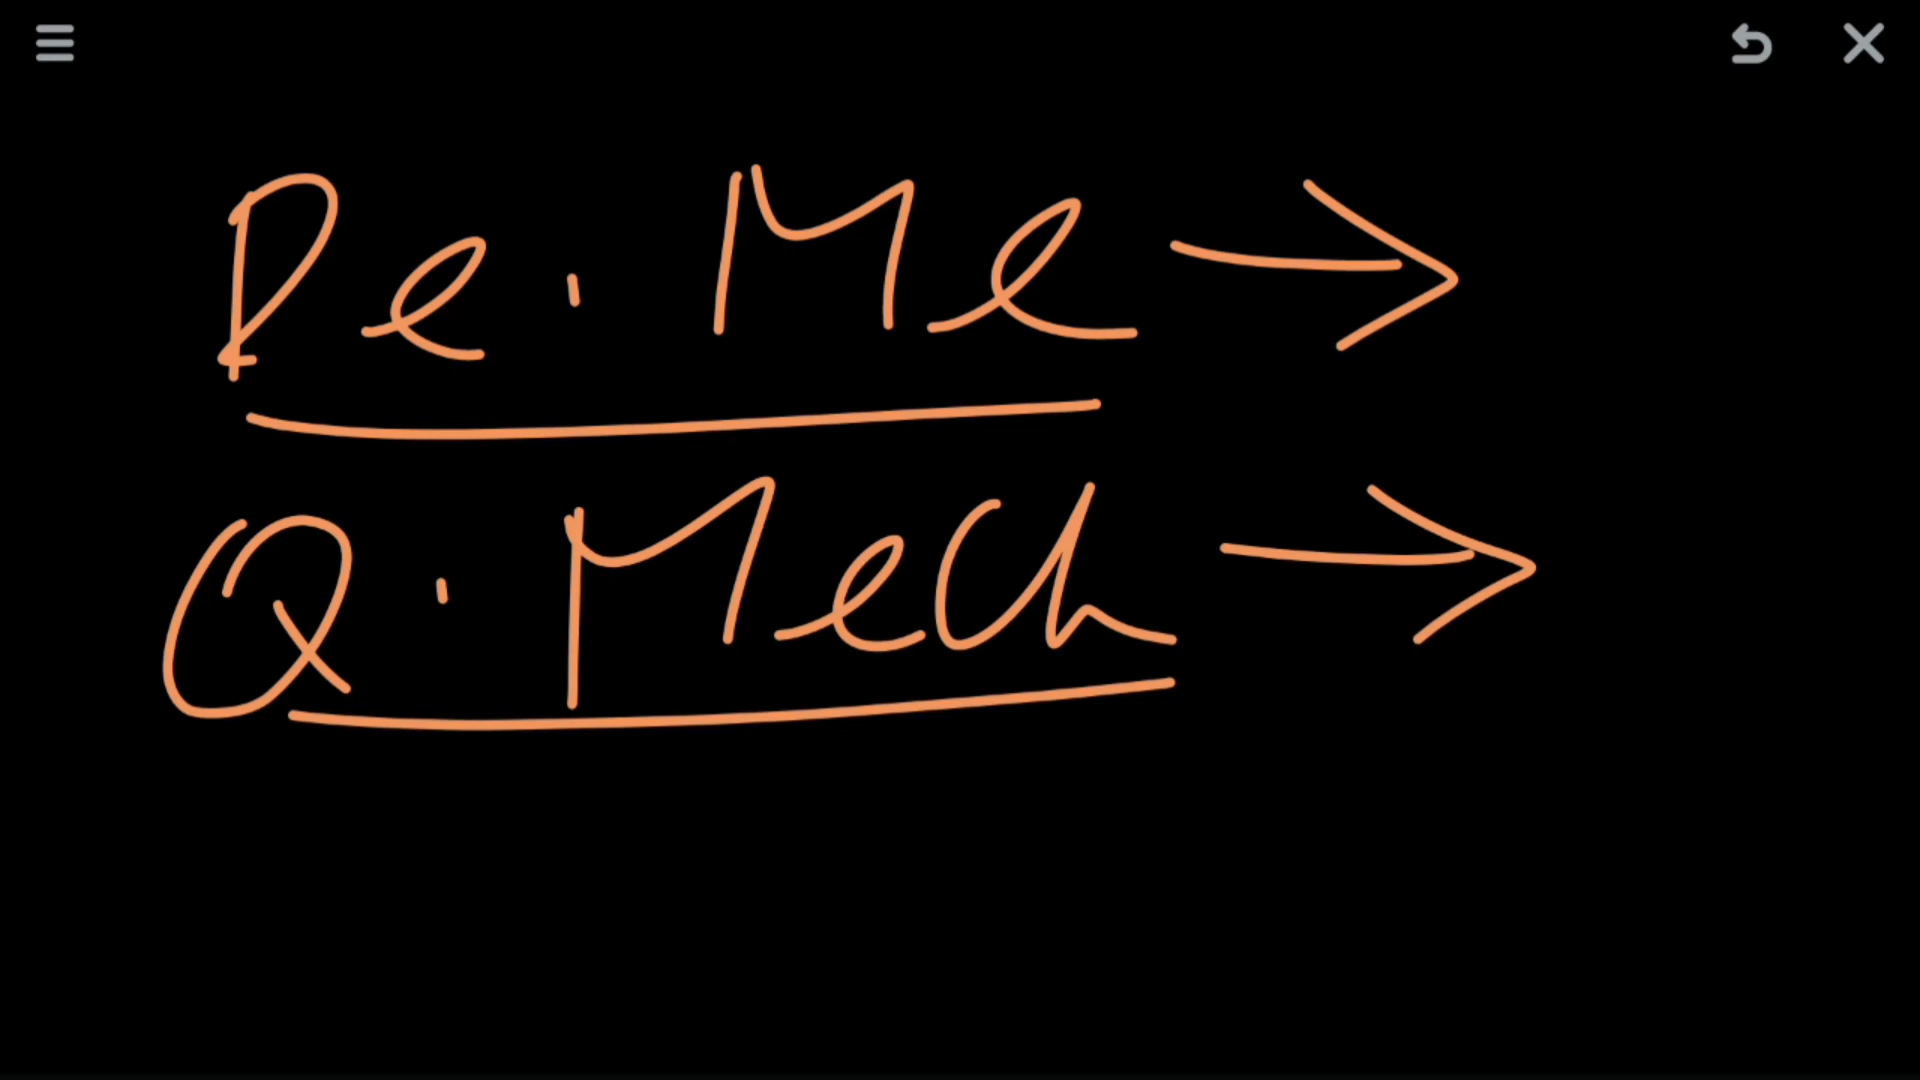 De. Me →
Q. Mech →